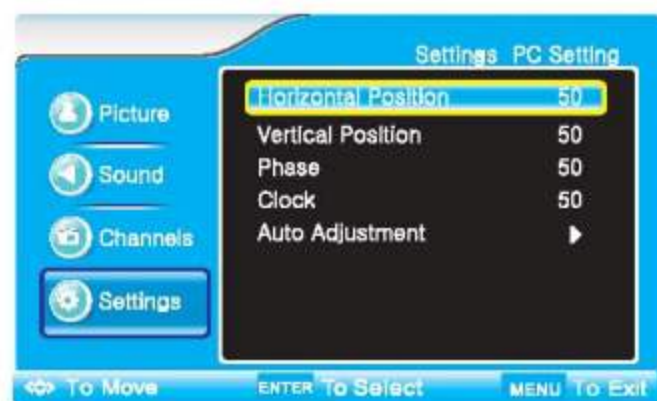 Settings PC Setting
Picture
Sound
Channels
Settings
Horizontal Position 50
Vertical Position 50
Phase 50
Clock 50
Auto Adjustment
To Move ENTER To Select MENU To Exit